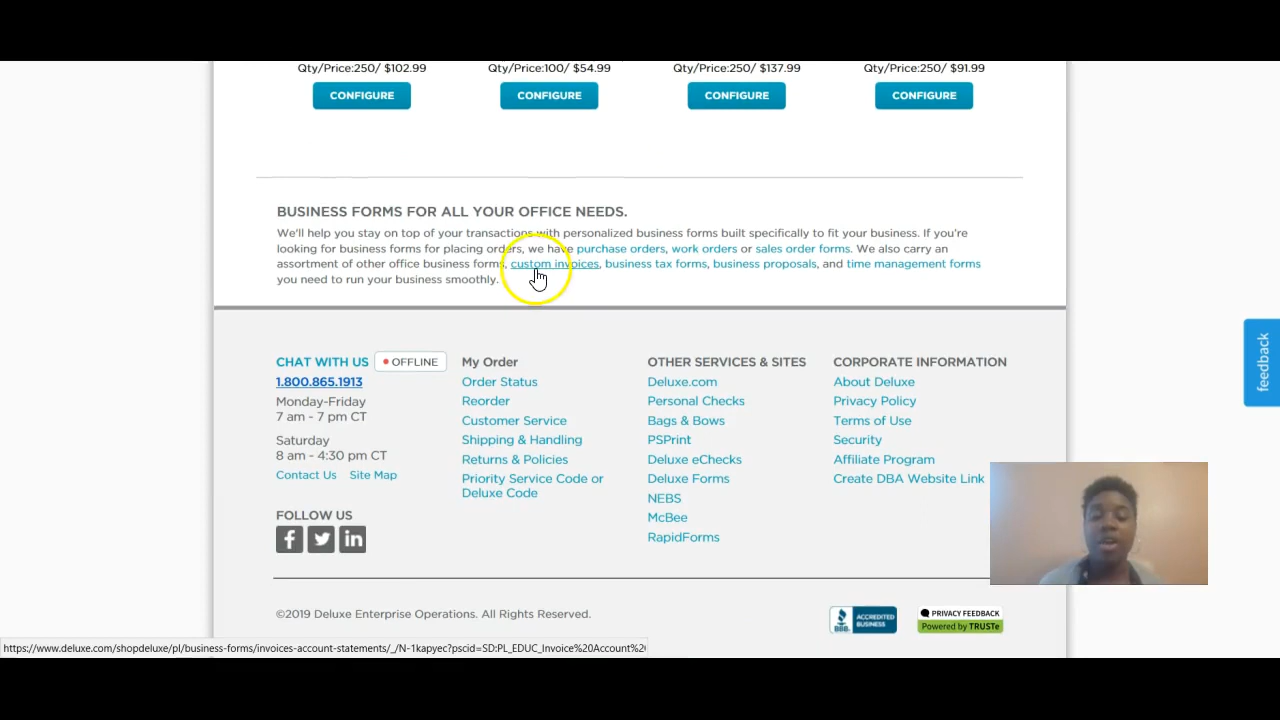 Qty/Price:250/ $102.99
Qty/Price:100/ $54.99
Qty/Price:250/ $137.99
Qty/Price:250/ $91.99
CONFIGURE
CONFIGURE
CONFIGURE
CONFIGURE
BUSINESS FORMS FOR ALL YOUR OFFICE NEEDS.
We'll help you stay on top of your transactions with personalized business forms built specifically to fit your business. If you're
looking for business forms for placing orders, we have purchase orders, work orders or sales order forms. We also carry an
assortment of other office business forms, custom invoices, business tax forms, business proposals, and time management forms
you need to run your business smoothly.
feedback
CHAT WITH US
OFFLINE
1.800.865.1913
Monday-Friday
7 am - 7 pm CT
Saturday
8 am - 4:30 pm CT
Contact Us Site Map
FOLLOW US
My Order
Order Status
Reorder
Customer Service
Shipping & Handling
Returns & Policies
Priority Service Code or
Deluxe Code
OTHER SERVICES & SITES
Deluxe.com
Personal Checks
Bags & Bows
PSPrint
Deluxe eChecks
Deluxe Forms
NEBS
McBee
RapidForms
CORPORATE INFORMATION
About Deluxe
Privacy Policy
Terms of Use
Security
Affiliate Program
Create DBA Website Link
©2019 Deluxe Enterprise Operations. All Rights Reserved.
BBB
ACCREDITED
BUSINESS
PRIVACY FEEDBACK
Powered by TRUSTe
https://www.deluxe.com/shopdeluxe/pl/business-forms/invoices-account-statements/_/N-1kapyec?pscid=SD:PL_EDUC_Invoice%20Account%2